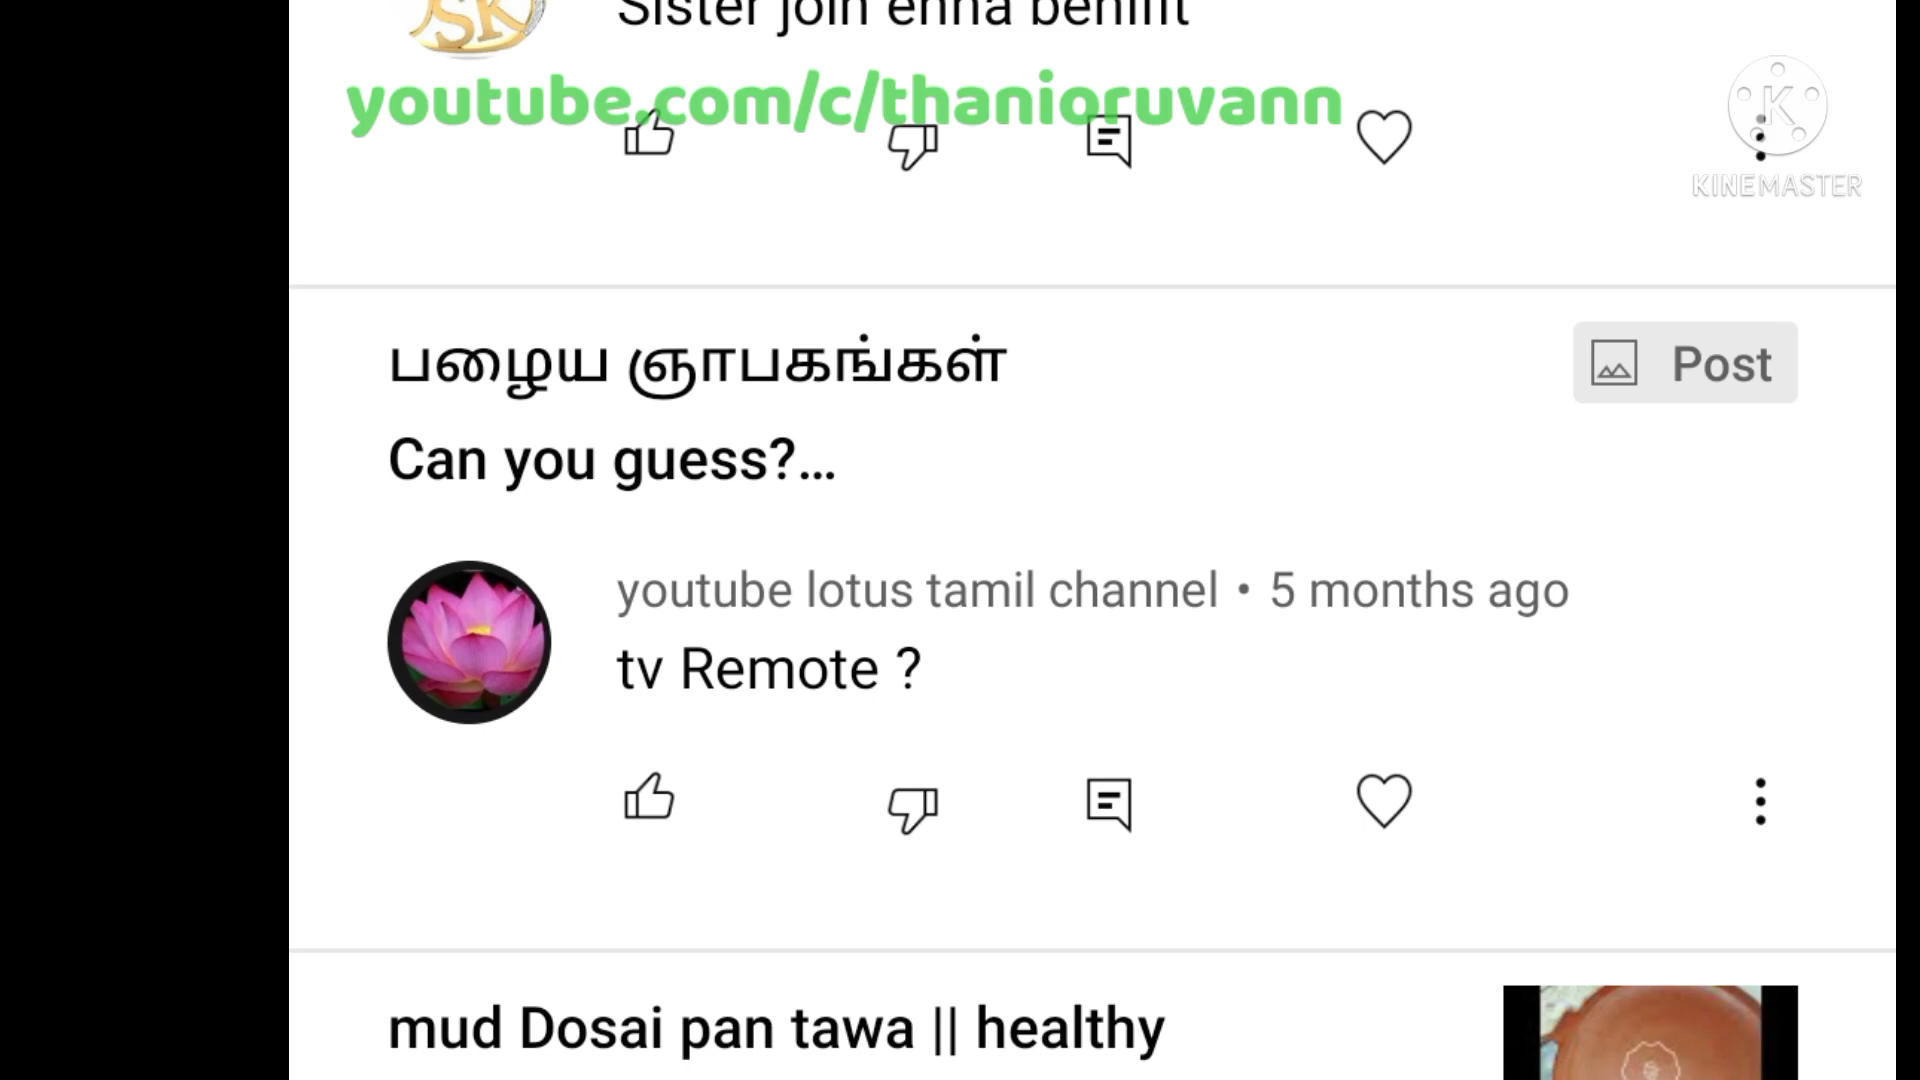 SK
Sister join enna benifit
youtube.com/c/thanioruvann
KINEMASTER
பழைய ஞாபகங்கள்
Post
Can you guess?...
youtube lotus tamil channel • 5 months ago
tv Remote ?
mud Dosai pan tawa || healthy